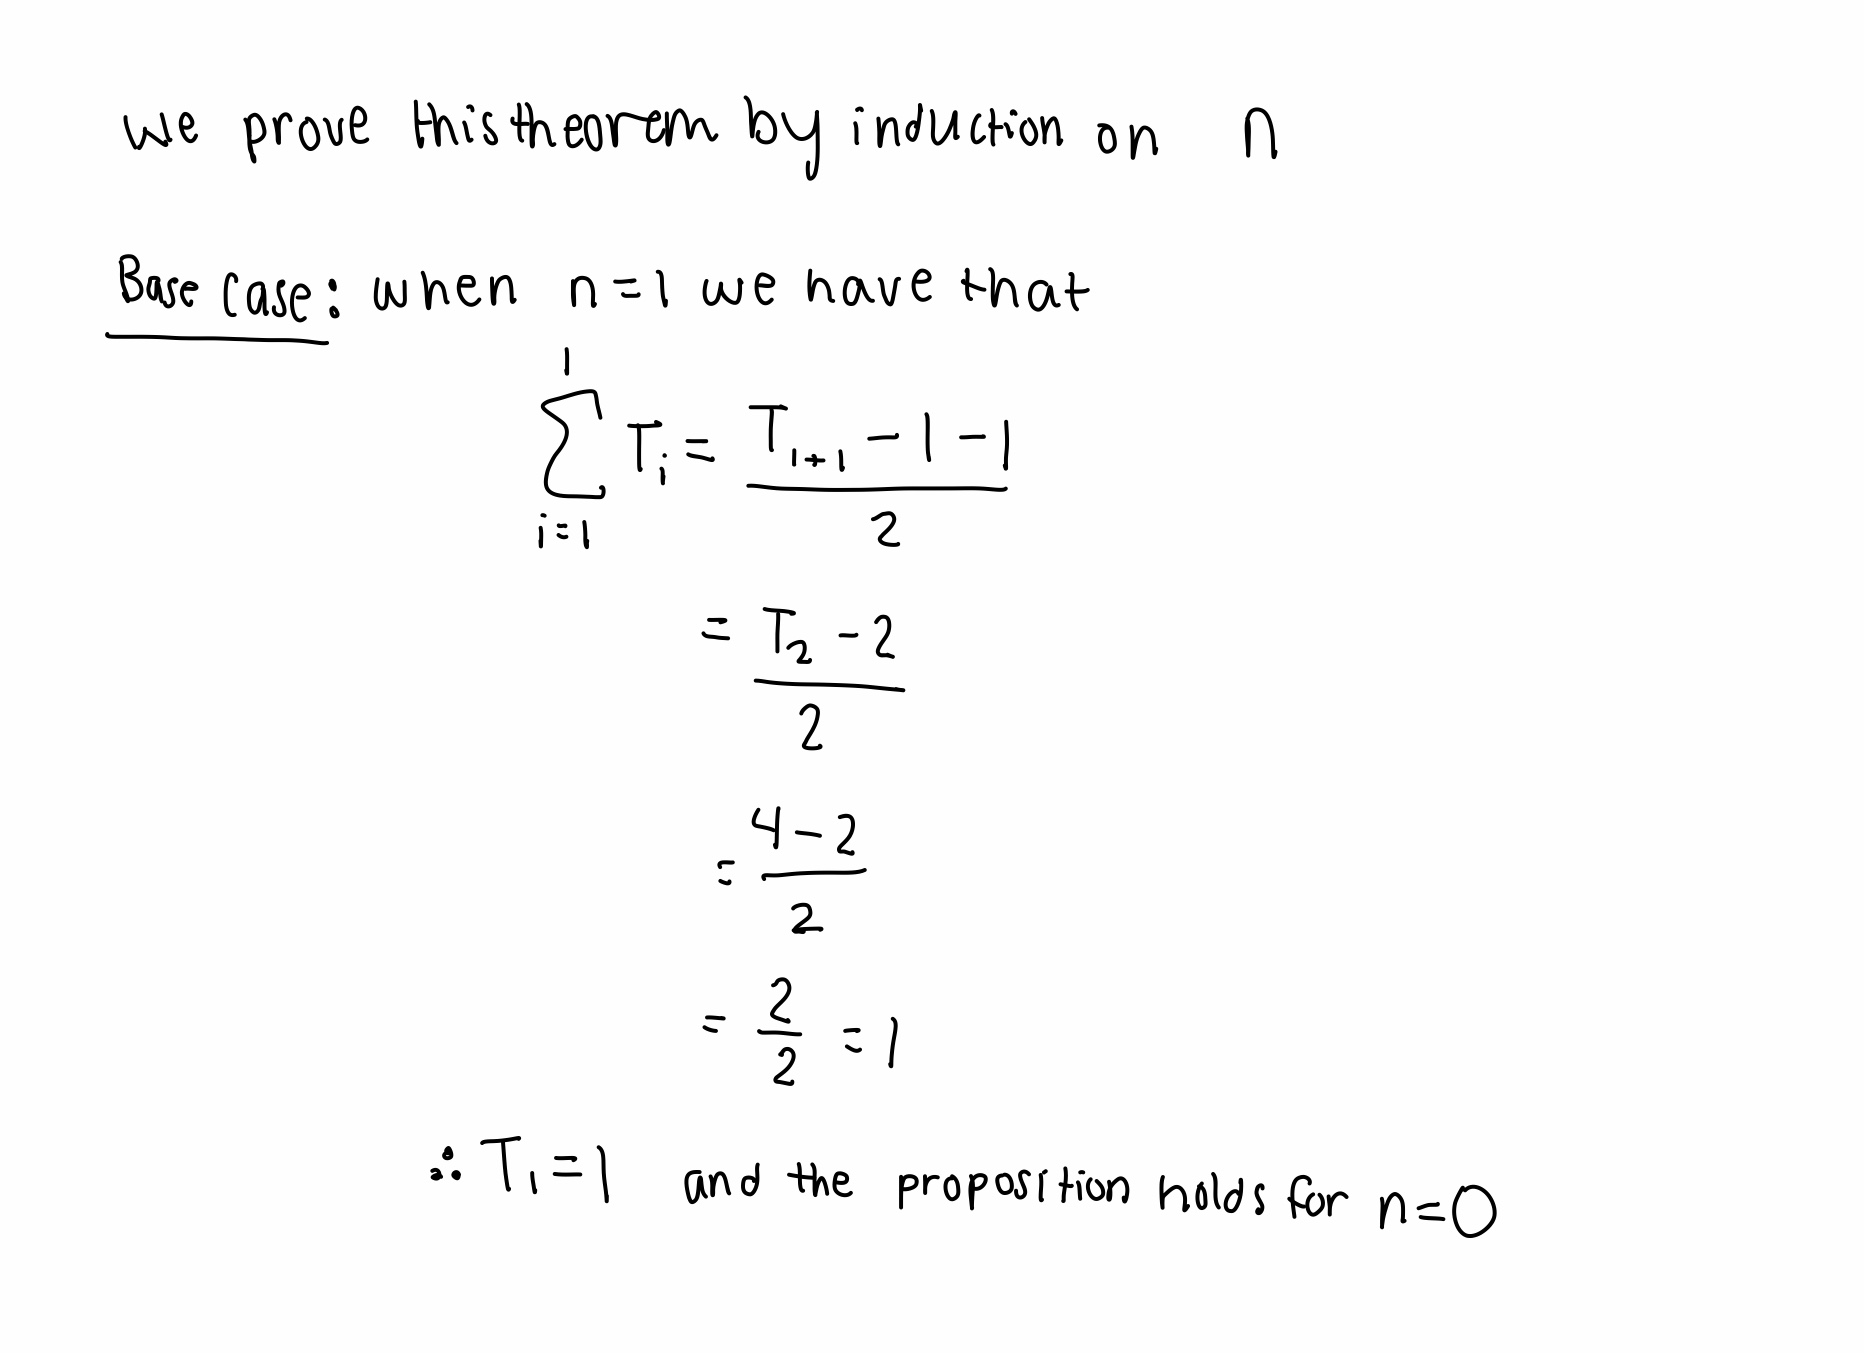 we prove this theorem by induction on n
Base case: when n=1 we have that
\sum_{i=1}^{1} T_i = \frac{T_{1+1} - 1 - 1}{2}
= \frac{T_2 - 2}{2}
= \frac{4 - 2}{2}
= \frac{2}{2} = 1
∴ T_1 = 1 and the proposition holds for n=0